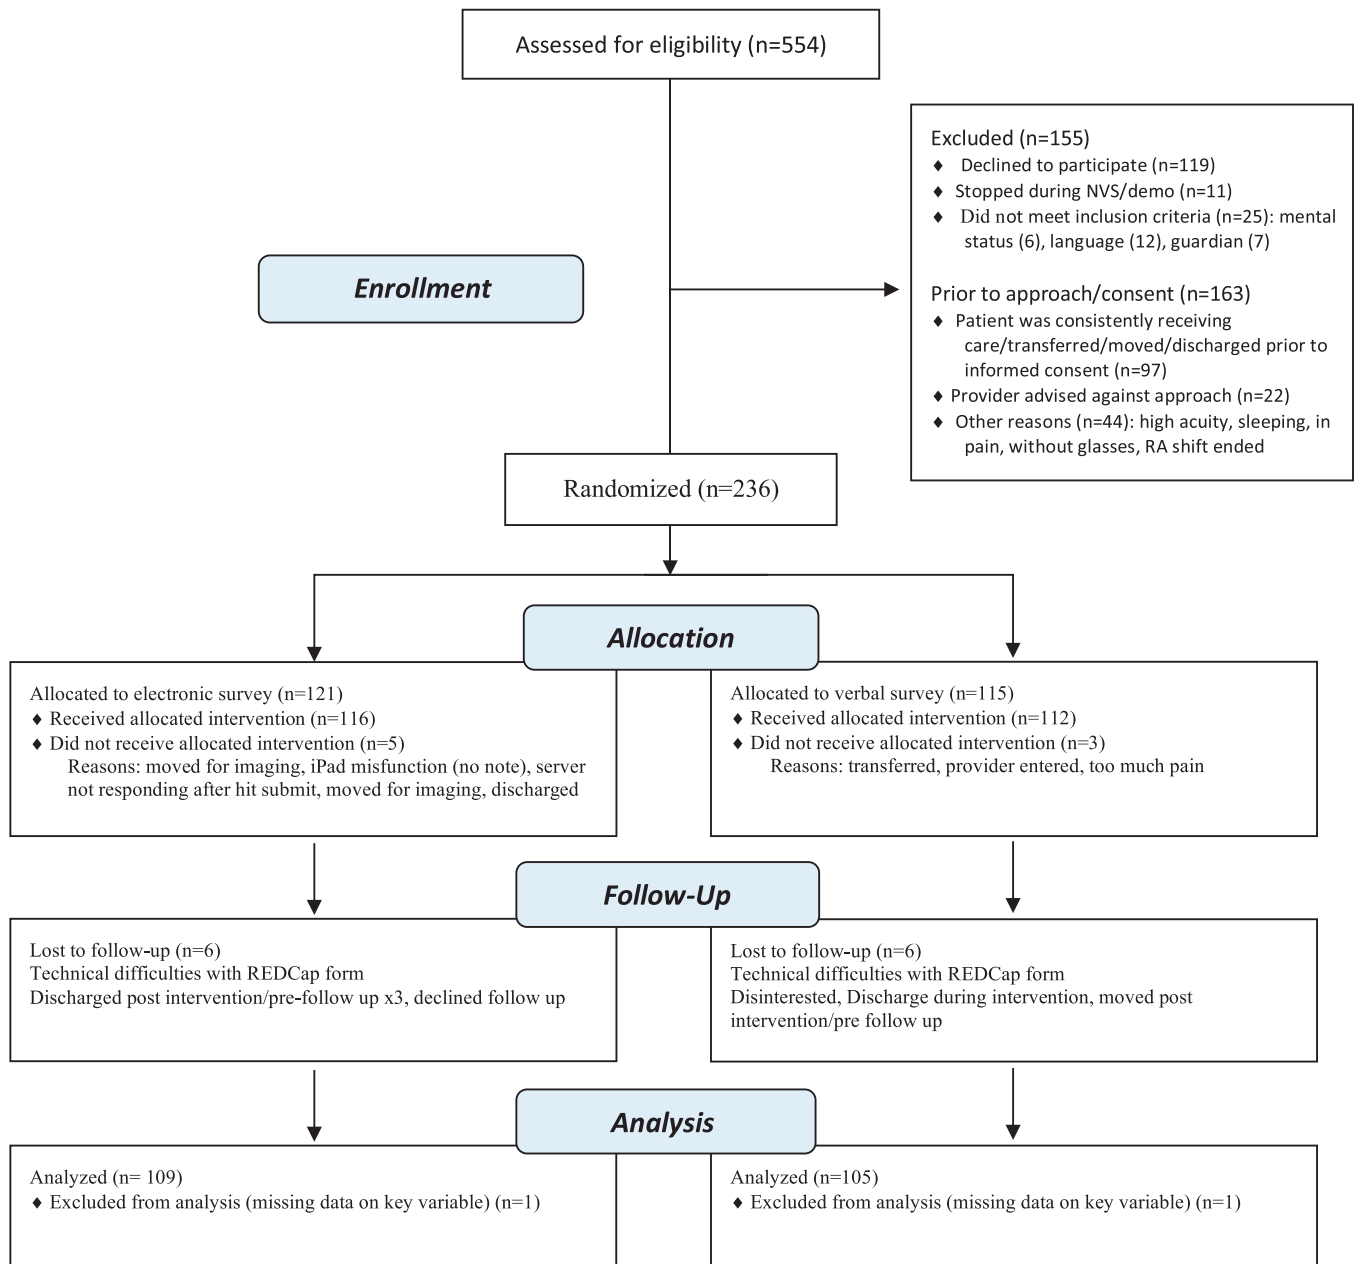 Assessed for eligibility (n=554)
Excluded (n=155)
♦ Declined to participate (n=119)
♦ Stopped during NVS/demo (n=11)
♦ Did not meet inclusion criteria (n=25): mental
status (6), language (12), guardian (7)
Enrollment
Prior to approach/consent (n=163)
♦ Patient was consistently receiving
care/transferred/moved/discharged prior to
informed consent (n=97)
♦ Provider advised against approach (n=22)
♦ Other reasons (n=44): high acuity, sleeping, in
pain, without glasses, RA shift ended
Randomized (n=236)
Allocation
Allocated to electronic survey (n=121)
♦ Received allocated intervention (n=116)
♦ Did not receive allocated intervention (n=5)
Reasons: moved for imaging, iPad misfunction (no note), server
not responding after hit submit, moved for imaging, discharged
Allocated to verbal survey (n=115)
♦ Received allocated intervention (n=112)
♦ Did not receive allocated intervention (n=3)
Reasons: transferred, provider entered, too much pain
Follow-Up
Lost to follow-up (n=6)
Technical difficulties with REDCap form
Discharged post intervention/pre-follow up x3, declined follow up
Lost to follow-up (n=6)
Technical difficulties with REDCap form
Disinterested, Discharge during intervention, moved post
intervention/pre follow up
Analysis
Analyzed (n= 109)
♦ Excluded from analysis (missing data on key variable) (n=1)
Analyzed (n=105)
♦ Excluded from analysis (missing data on key variable) (n=1)